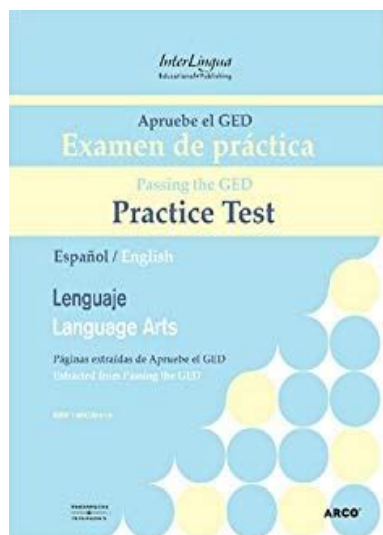 InterLingua
Educational Publishing
Apruebe el GED
Examen de práctica
Passing the GED
Practice Test
Español / English
Lenguaje
Language Arts
Páginas extraídas de Apruebe el GED
Extracted from Passing the GED
ARCO